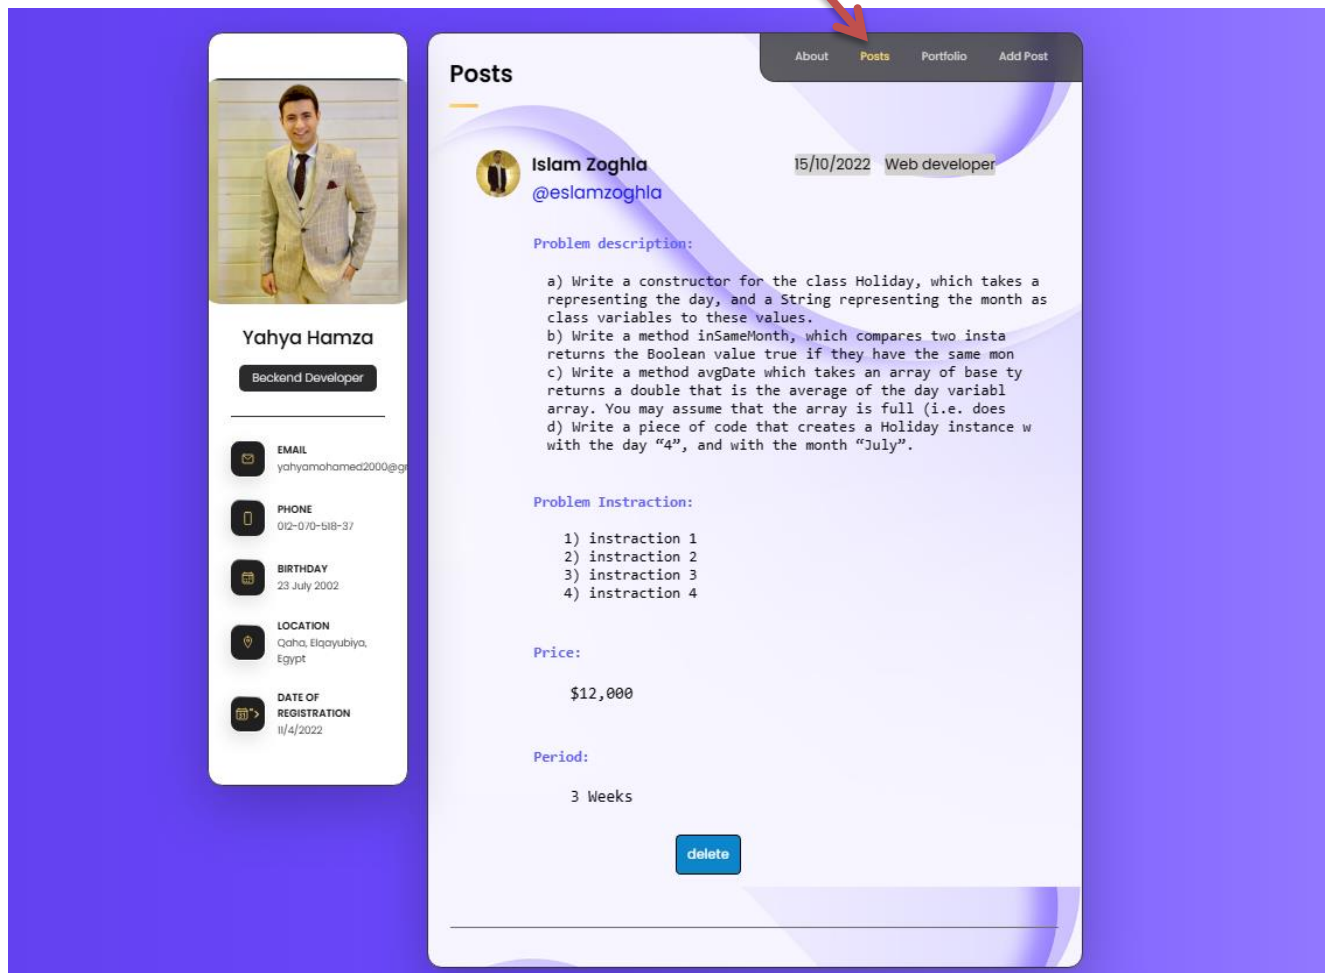 About Posts Portfolio Add Post
Posts
Yahya Hamza
Beckend Developer
EMAIL
yahyamohamed2000@gr
PHONE
012-070-518-37
BIRTHDAY
23 July 2002
LOCATION
Qaha, Elqayubiya,
Egypt
DATE OF
REGISTRATION
11/4/2022
Islam Zoghla
@eslamzoghla
15/10/2022 Web developer
Problem description:
a) Write a constructor for the class Holiday, which takes a
representing the day, and a String representing the month as
class variables to these values.
b) Write a method inSameMonth, which compares two insta
returns the Boolean value true if they have the same mon
c) Write a method avgDate which takes an array of base ty
returns a double that is the average of the day variabl
array. You may assume that the array is full (i.e. does
d) Write a piece of code that creates a Holiday instance w
with the day “4”, and with the month “July”.
Problem Instraction:
1) instraction 1
2) instraction 2
3) instraction 3
4) instraction 4
Price:
$12,000
Period:
3 Weeks
delete